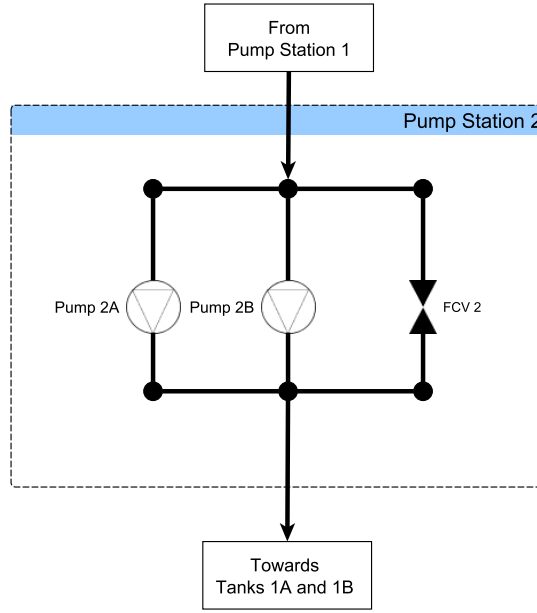 From
Pump Station 1
Pump Station 2
Pump 2A
Pump 2B
FCV 2
Towards
Tanks 1A and 1B